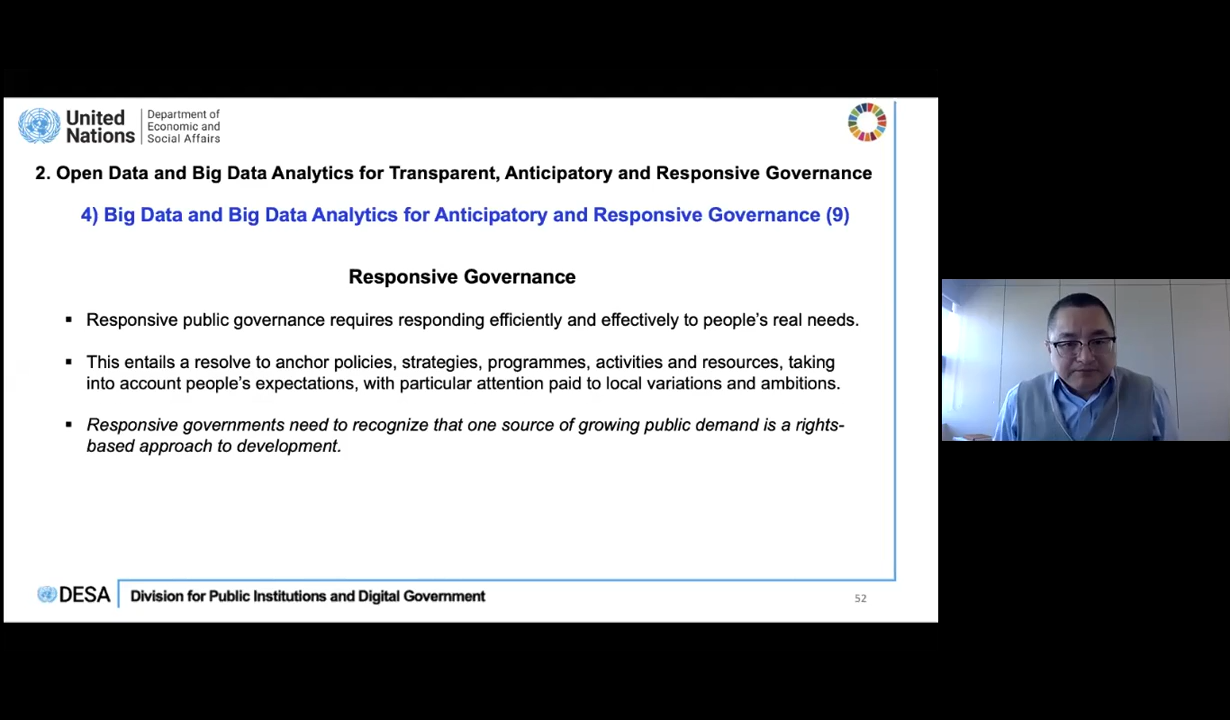 United
Nations
Department of
Economic and
Social Affairs
2. Open Data and Big Data Analytics for Transparent, Anticipatory and Responsive Governance
4) Big Data and Big Data Analytics for Anticipatory and Responsive Governance (9)
Responsive Governance
▪ Responsive public governance requires responding efficiently and effectively to people’s real needs.
▪ This entails a resolve to anchor policies, strategies, programmes, activities and resources, taking
into account people’s expectations, with particular attention paid to local variations and ambitions.
▪ Responsive governments need to recognize that one source of growing public demand is a rights-
based approach to development.
DESA
Division for Public Institutions and Digital Government
52